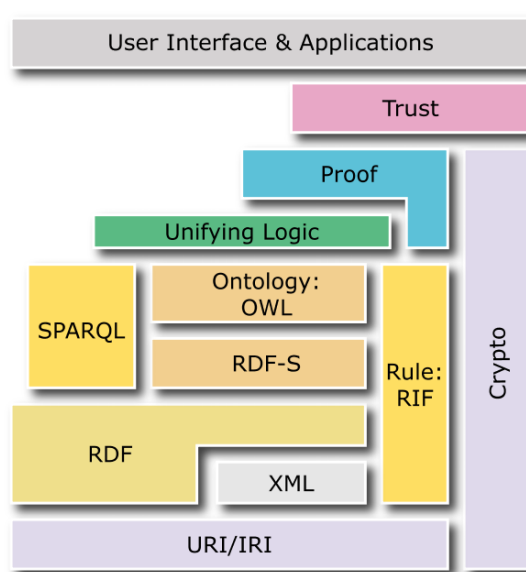 User Interface & Applications
Trust
Proof
Unifying Logic
Ontology:
OWL
SPARQL
RDF-S
Rule:
RIF
Crypto
RDF
XML
URI/IRI